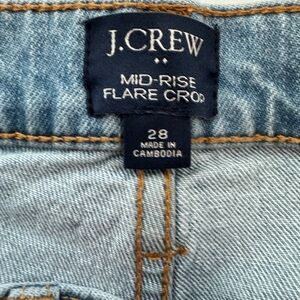 J.CREW
MID-RISE
FLARE CROP
28
MADE IN
CAMBODIA